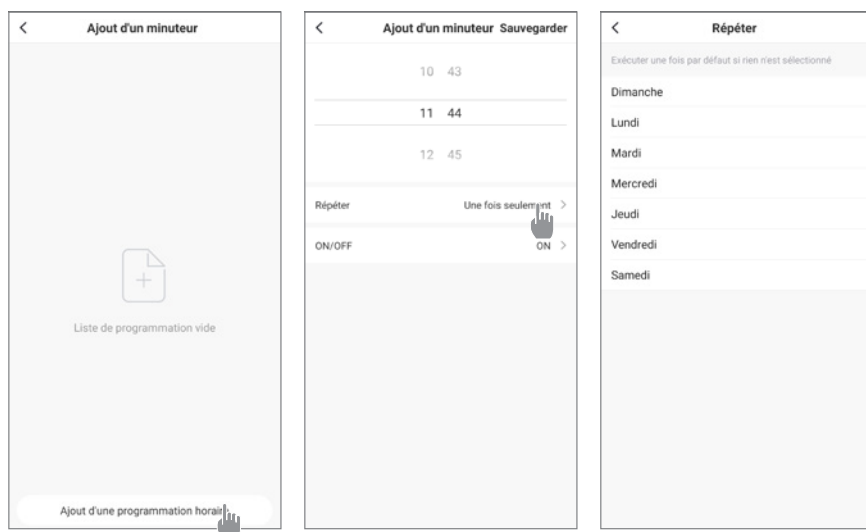 Ajout d'un minuteur
Liste de programmation vide
Ajout d'une programmation horaire
Ajout d'un minuteur Sauvegarder
10 43
11 44
12 45
Répéter Une fois seulement
ON/OFF ON
Répéter
Exécuter une fois par défaut si rien n'est sélectionné
Dimanche
Lundi
Mardi
Mercredi
Jeudi
Vendredi
Samedi